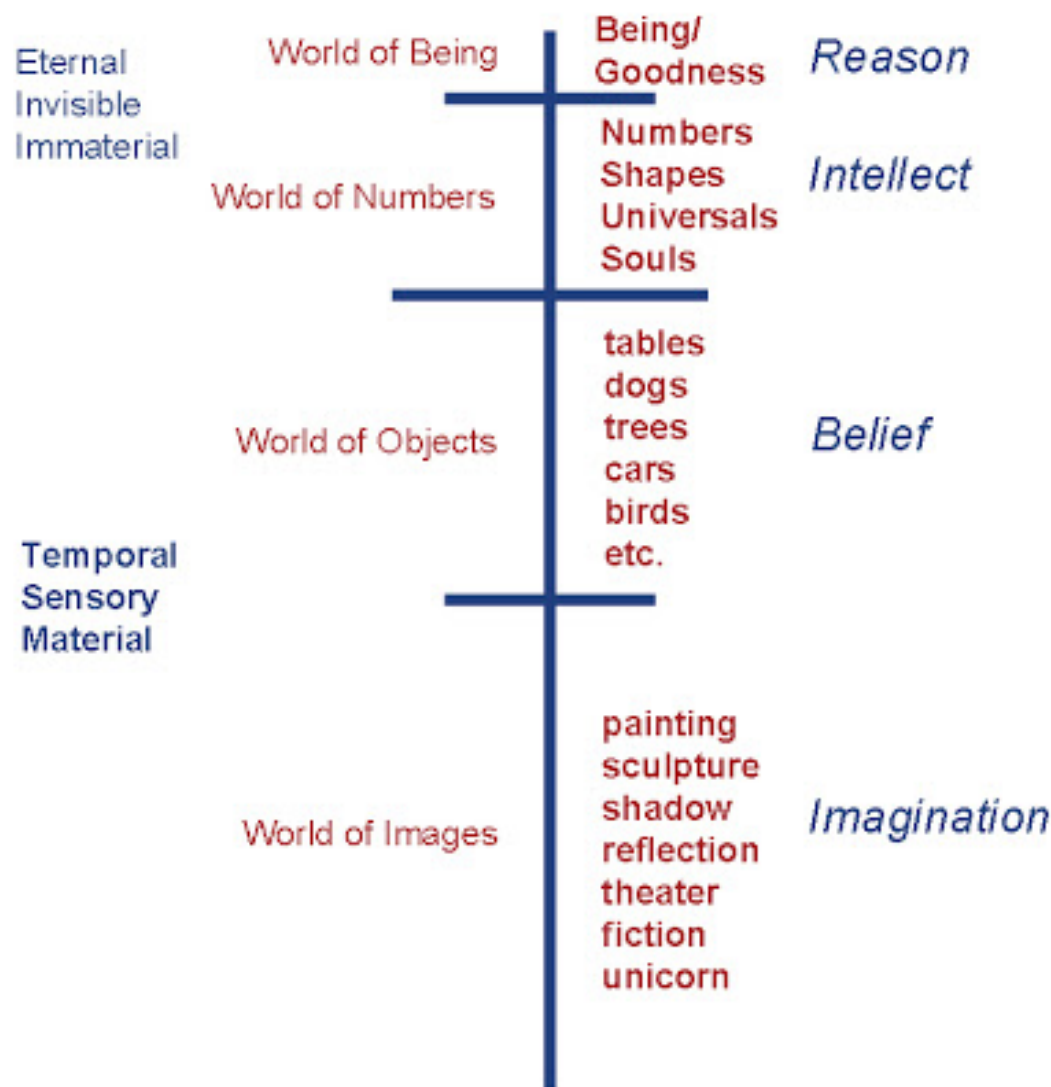 Eternal
Invisible
Immaterial
World of Being
Being/
Goodness
Reason
World of Numbers
Numbers
Shapes
Universals
Souls
Intellect
World of Objects
tables
dogs
trees
cars
birds
etc.
Belief
Temporal
Sensory
Material
World of Images
painting
sculpture
shadow
reflection
theater
fiction
unicorn
Imagination